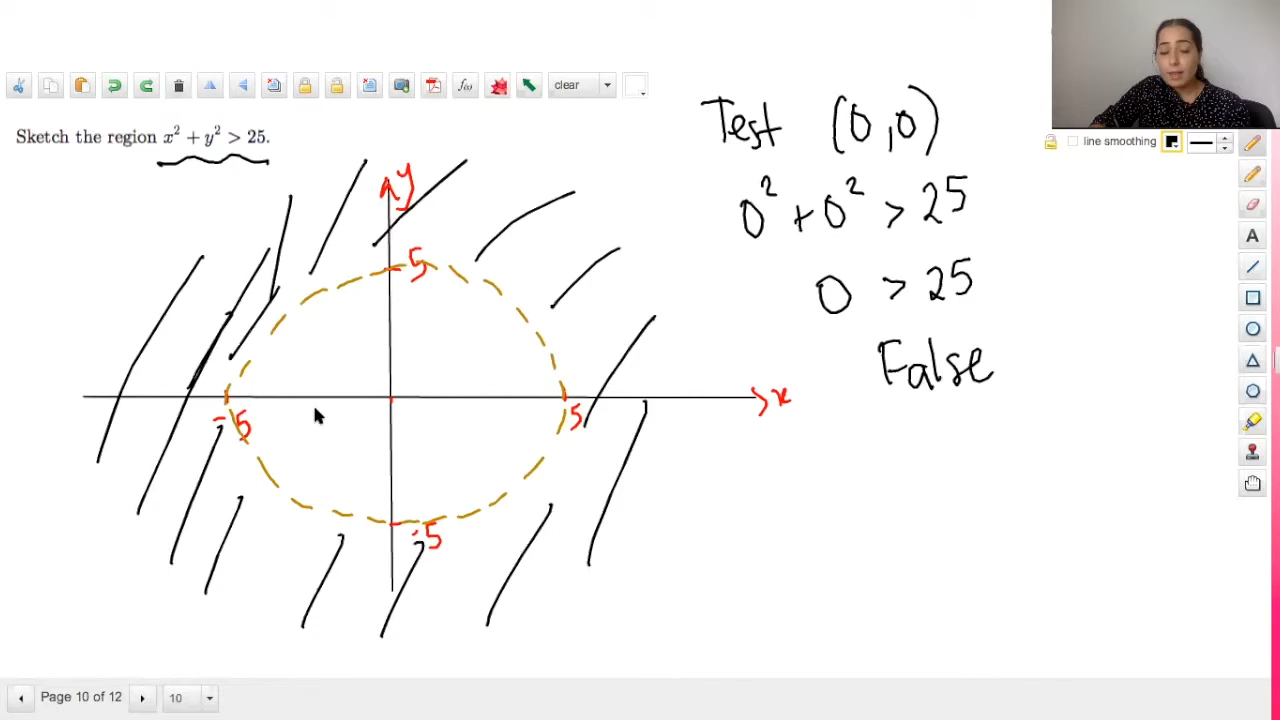 clear
Sketch the region x² + y² > 25.
line smoothing
Test (0,0)
0² + 0² > 25
0 > 25
False
y
5
-5
5
x
-5
A
f(x)
Page 10 of 12
10